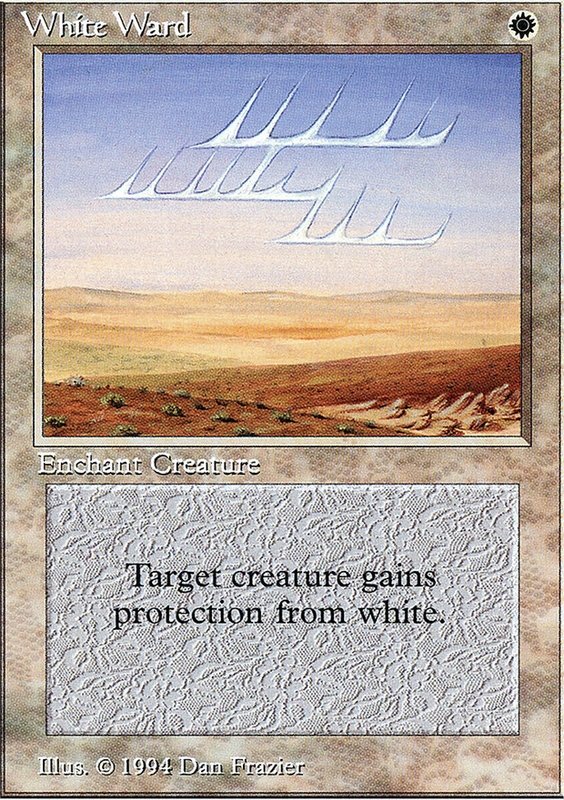 White Ward
Enchant Creature
Target creature gains
protection from white.
Illus. © 1994 Dan Frazier